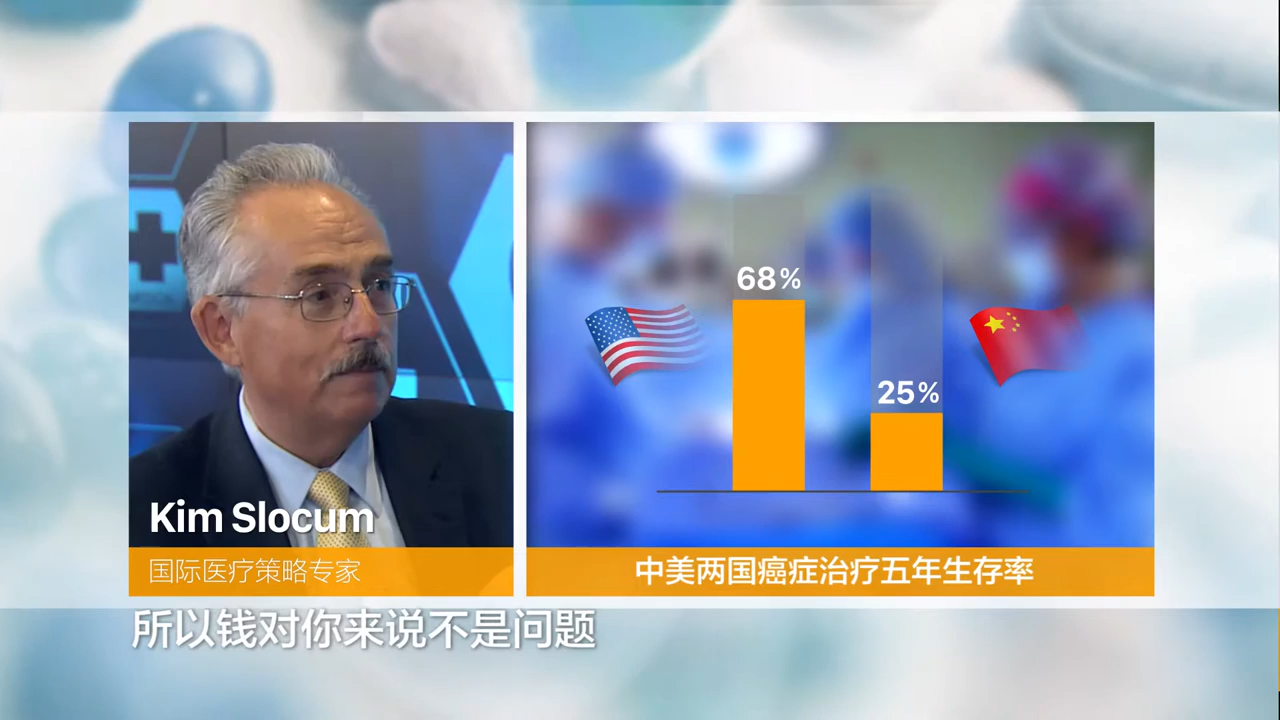 68%
25%
Kim Slocum
国际医疗策略专家
中美两国癌症治疗五年生存率
所以钱对你来说不是问题